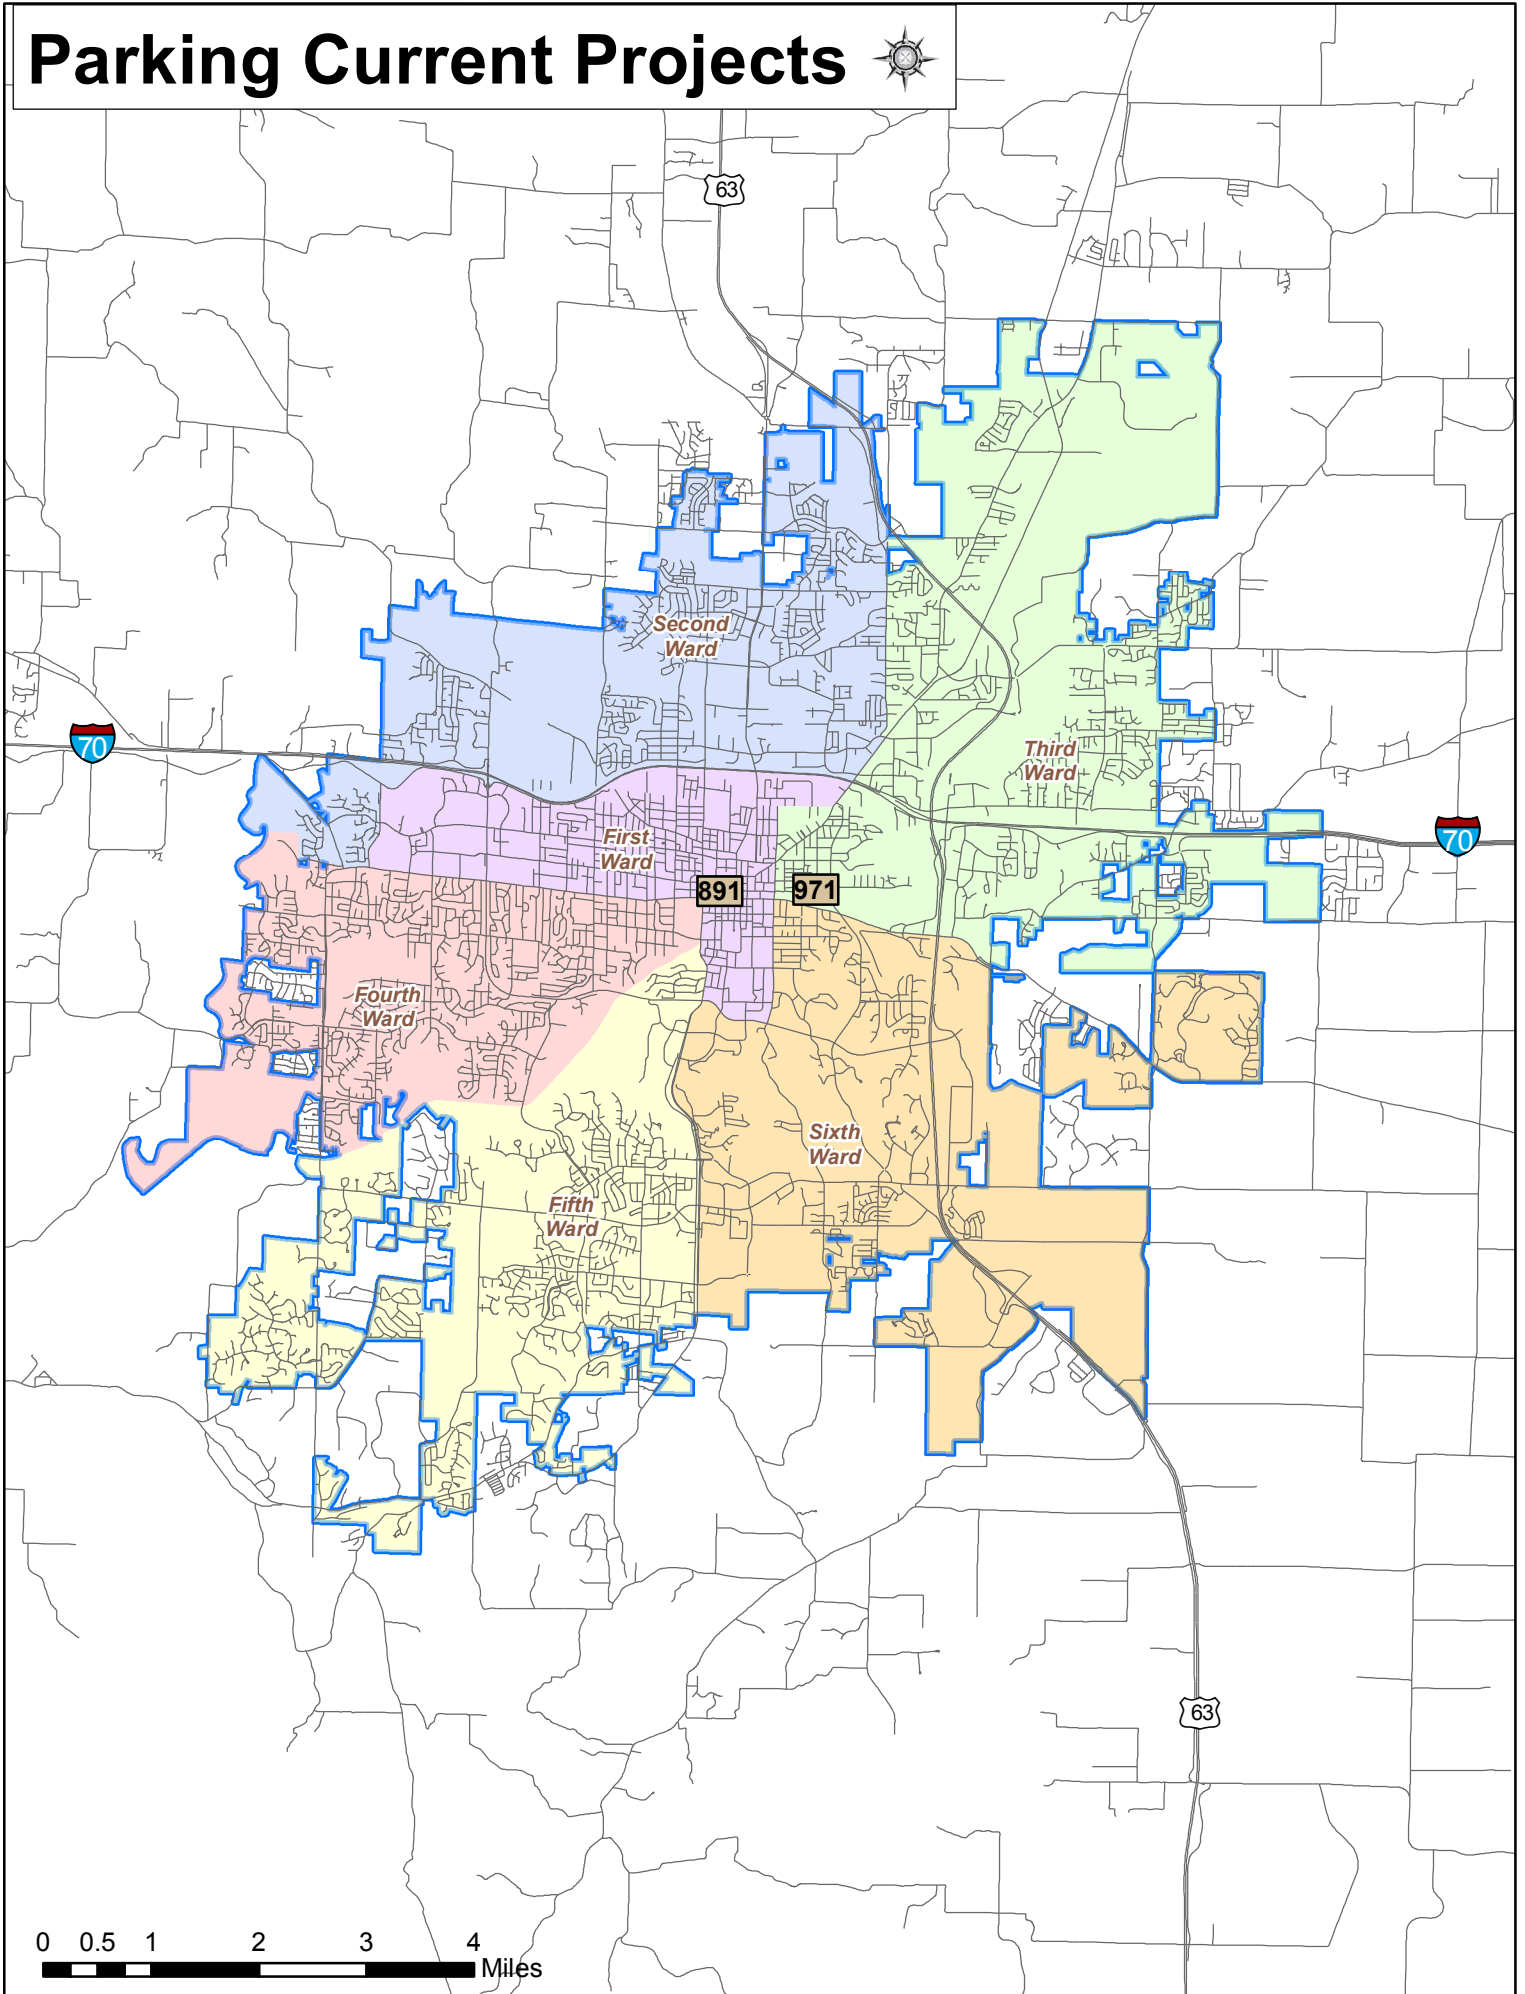 Parking Current Projects
63
Second
Ward
70
Third
Ward
70
First
Ward
891
971
Fourth
Ward
Sixth
Ward
Fifth
Ward
63
0 0.5 1 2 3 4
Miles